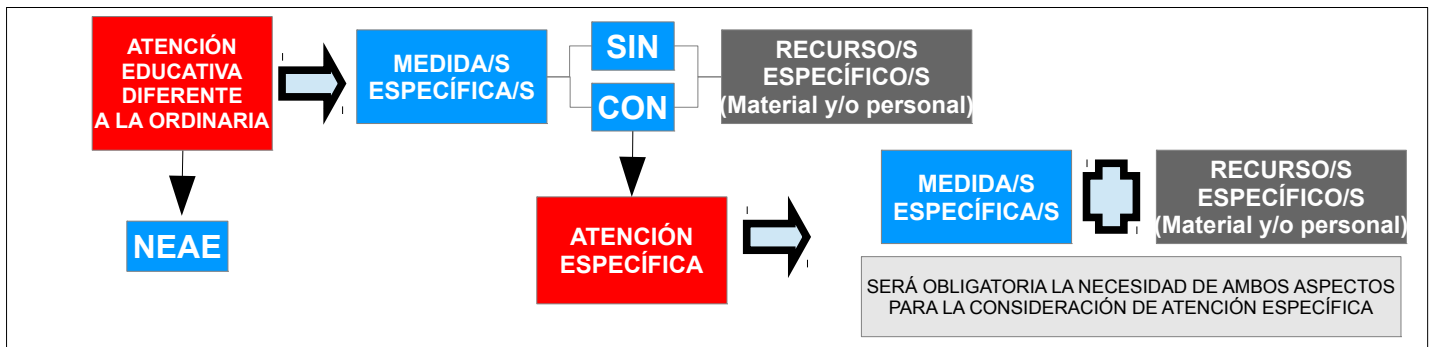 ATENCIÓN
EDUCATIVA
DIFERENTE
A LA ORDINARIA
MEDIDA/S
ESPECÍFICA/S
SIN
CON
RECURSO/S
ESPECÍFICO/S
(Material y/o personal)
NEAE
ATENCIÓN
ESPECÍFICA
MEDIDA/S
ESPECÍFICA/S
RECURSO/S
ESPECÍFICO/S
(Material y/o personal)
SERÁ OBLIGATORIA LA NECESIDAD DE AMBOS ASPECTOS
PARA LA CONSIDERACIÓN DE ATENCIÓN ESPECÍFICA